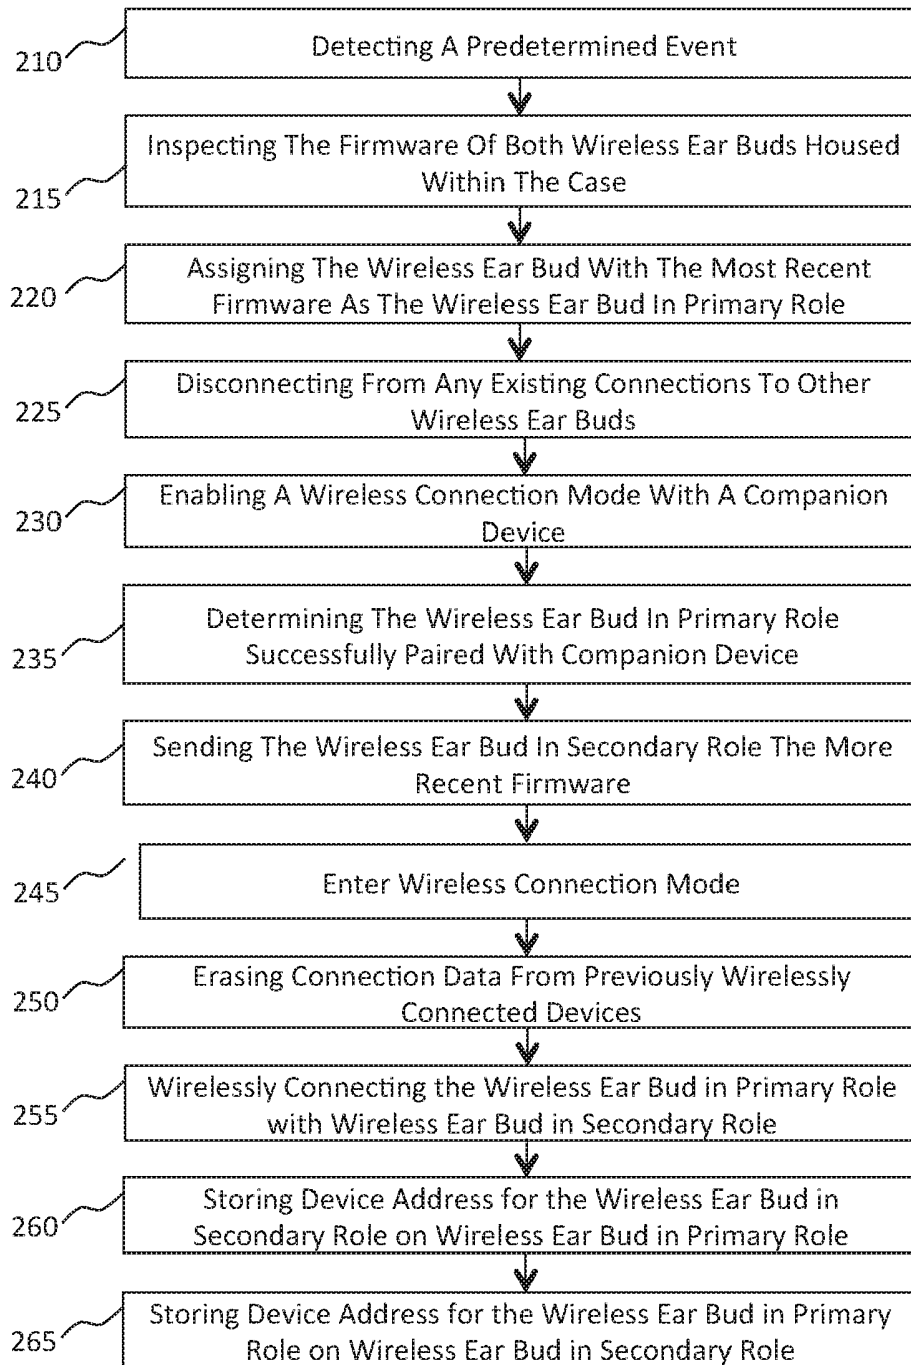 210
Detecting A Predetermined Event
215
Inspecting The Firmware Of Both Wireless Ear Buds Housed
Within The Case
220
Assigning The Wireless Ear Bud With The Most Recent
Firmware As The Wireless Ear Bud In Primary Role
225
Disconnecting From Any Existing Connections To Other
Wireless Ear Buds
230
Enabling A Wireless Connection Mode With A Companion
Device
235
Determining The Wireless Ear Bud In Primary Role
Successfully Paired With Companion Device
240
Sending The Wireless Ear Bud In Secondary Role The More
Recent Firmware
245
Enter Wireless Connection Mode
250
Erasing Connection Data From Previously Wirelessly
Connected Devices
255
Wirelessly Connecting the Wireless Ear Bud in Primary Role
with Wireless Ear Bud in Secondary Role
260
Storing Device Address for the Wireless Ear Bud in
Secondary Role on Wireless Ear Bud in Primary Role
265
Storing Device Address for the Wireless Ear Bud in Primary
Role on Wireless Ear Bud in Secondary Role